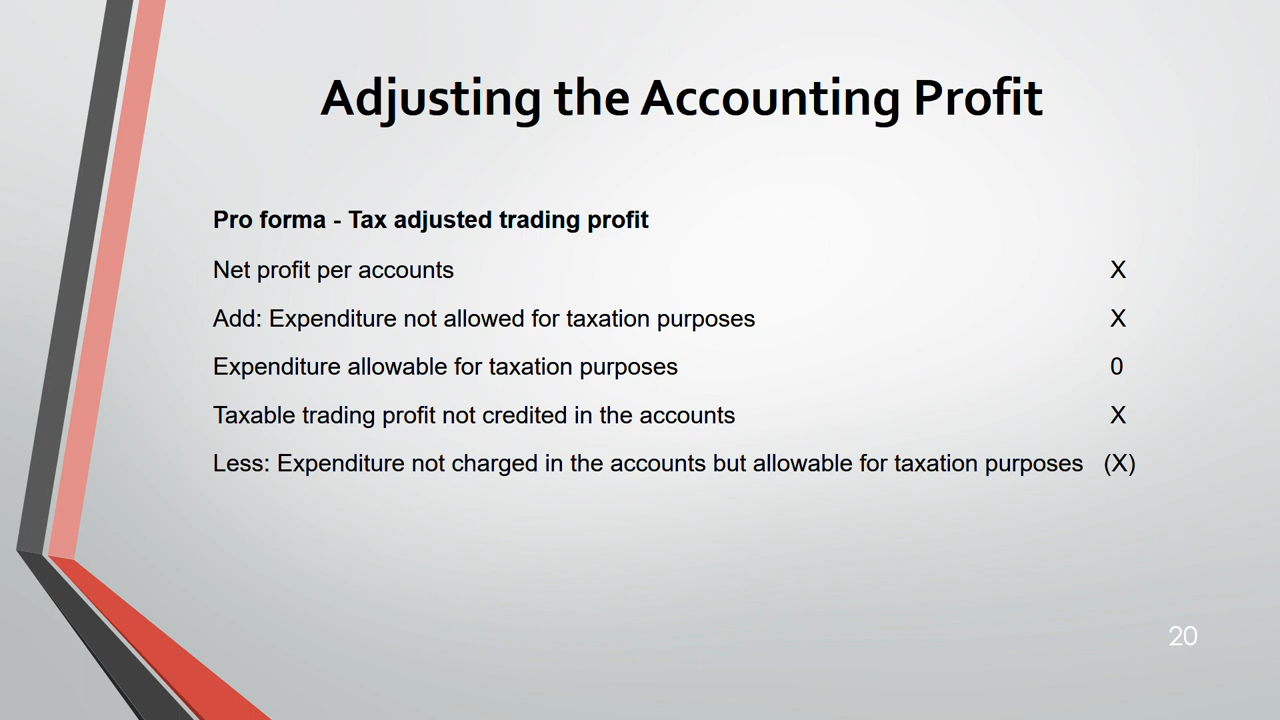 Adjusting the Accounting Profit
Pro forma - Tax adjusted trading profit
Net profit per accounts X
Add: Expenditure not allowed for taxation purposes X
Expenditure allowable for taxation purposes 0
Taxable trading profit not credited in the accounts X
Less: Expenditure not charged in the accounts but allowable for taxation purposes (X)
20